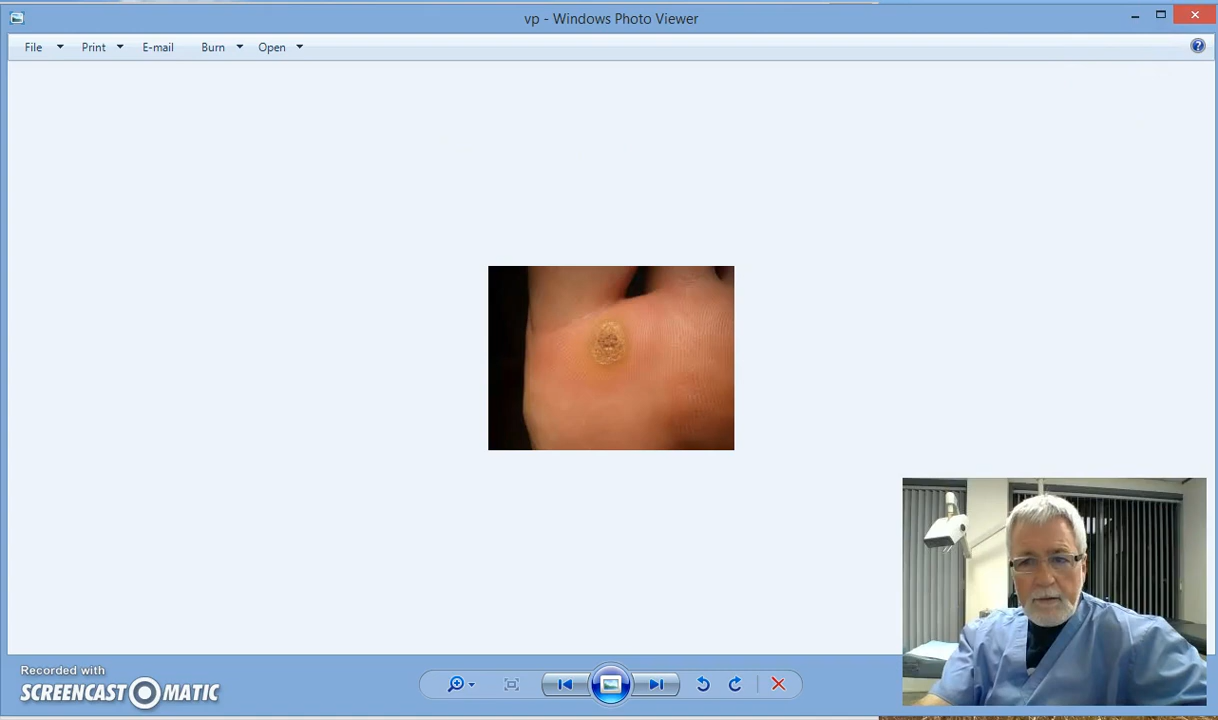 vp - Windows Photo Viewer
File Print E-mail Burn Open
Recorded with
SCREENCAST MATIC